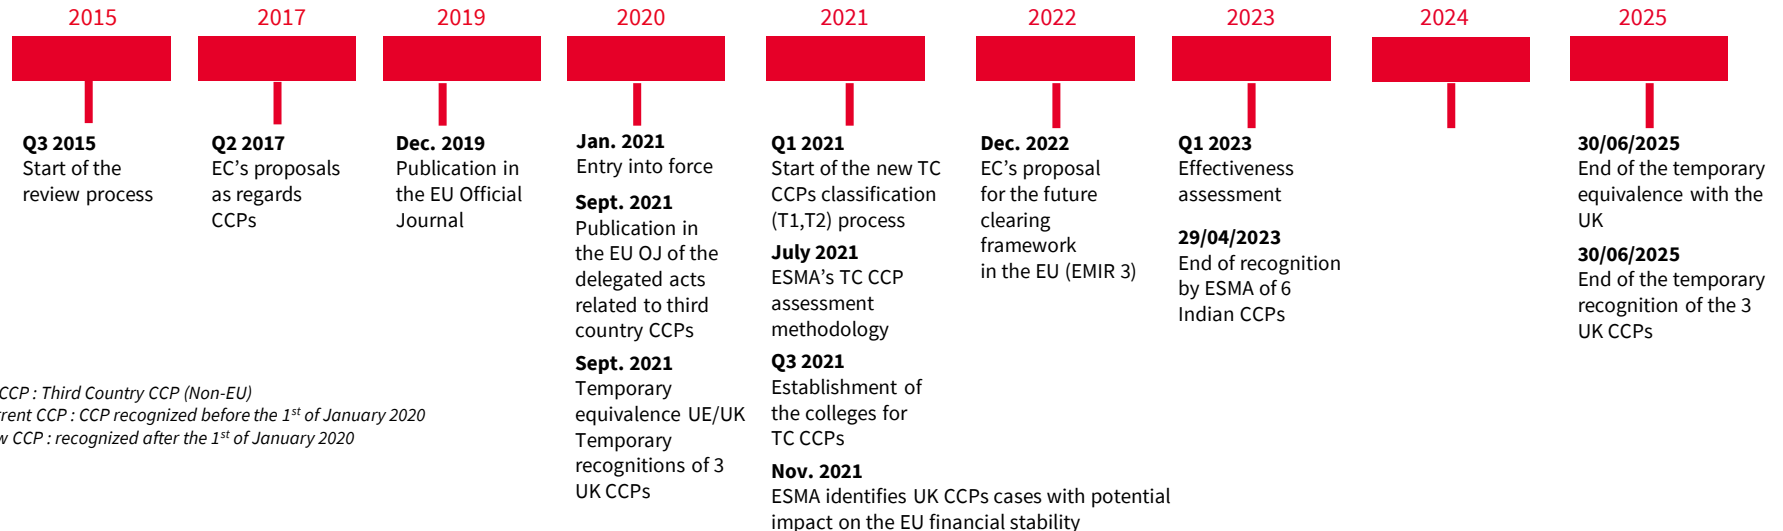 2015
2017
2019
2020
2021
2022
2023
2024
2025
Q3 2015
Start of the
review process
Q2 2017
EC's proposals
as regards
CCPs
Dec. 2019
Publication in
the EU Official
Journal
Jan. 2021
Entry into force
Sept. 2021
Publication in
the EU OJ of the
delegated acts
related to third
country CCPs
Sept. 2021
Temporary
equivalence UE/UK
Temporary
recognitions of 3
UK CCPs
Q1 2021
Start of the new TC
CCPs classification
(T1,T2) process
July 2021
ESMA's TC CCP
assessment
methodology
Q3 2021
Establishment of
the colleges for
TC CCPs
Nov. 2021
ESMA identifies UK CCPs cases with potential
impact on the EU financial stability
Dec. 2022
EC's proposal
for the future
clearing
framework
in the EU (EMIR 3)
Q1 2023
Effectiveness
assessment
29/04/2023
End of recognition
by ESMA of 6
Indian CCPs
30/06/2025
End of the temporary
equivalence with the
UK
30/06/2025
End of the temporary
recognition of the 3
UK CCPs
CCP : Third Country CCP (Non-EU)
rent CCP : CCP recognized before the 1st of January 2020
CCP : recognized after the 1st of January 2020